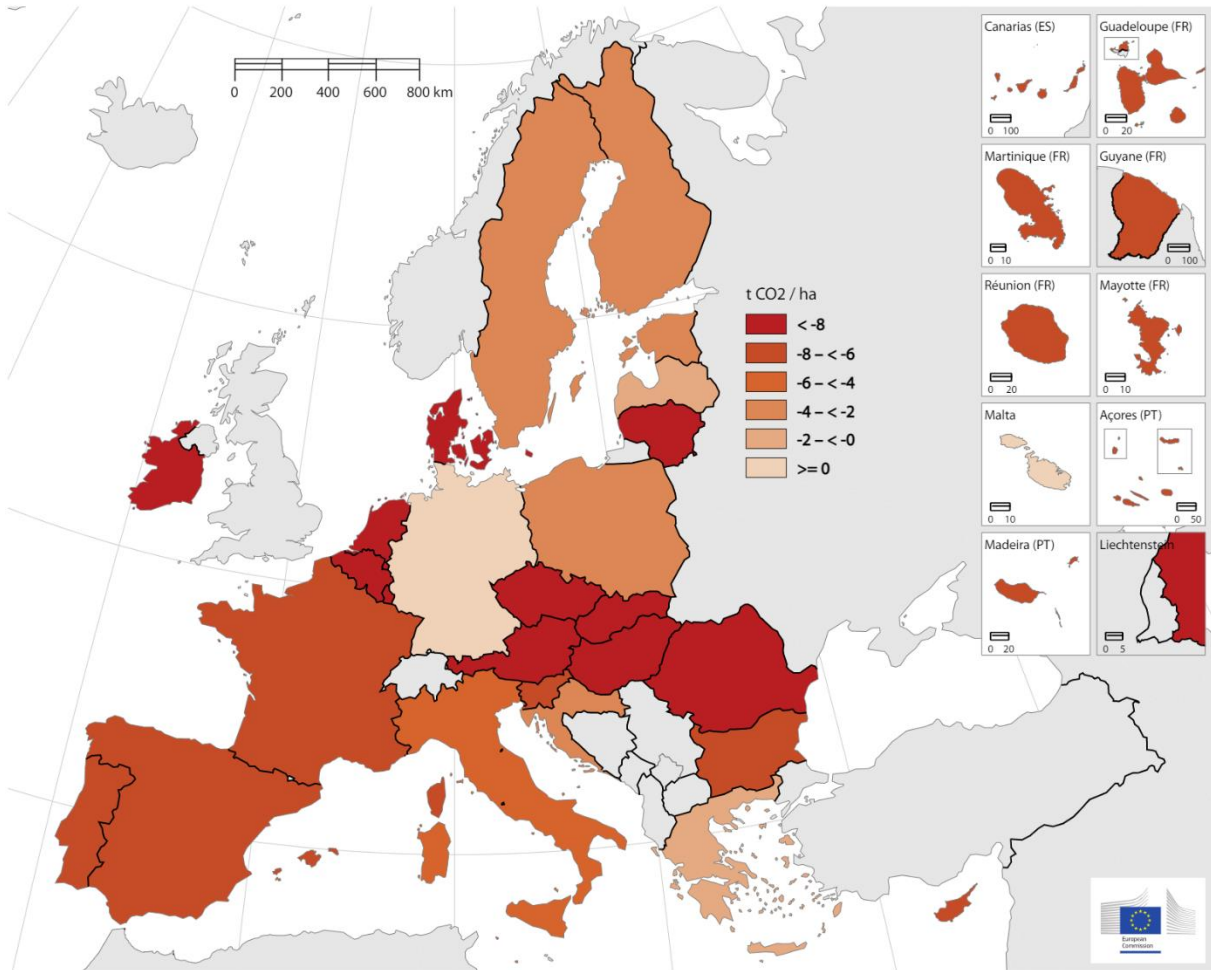 0 200 400 600 800 km
t CO2 / ha
< -8
-8 – < -6
-6 – < -4
-4 – < -2
-2 – < -0
>= 0
Canarias (ES)
0 100
Guadeloupe (FR)
0 20
Martinique (FR)
0 10
Guyane (FR)
0 100
Réunion (FR)
0 20
Mayotte (FR)
0 10
Malta
0 10
Açores (PT)
0 50
Madeira (PT)
0 20
Liechtenstein
0 5
European
Commission